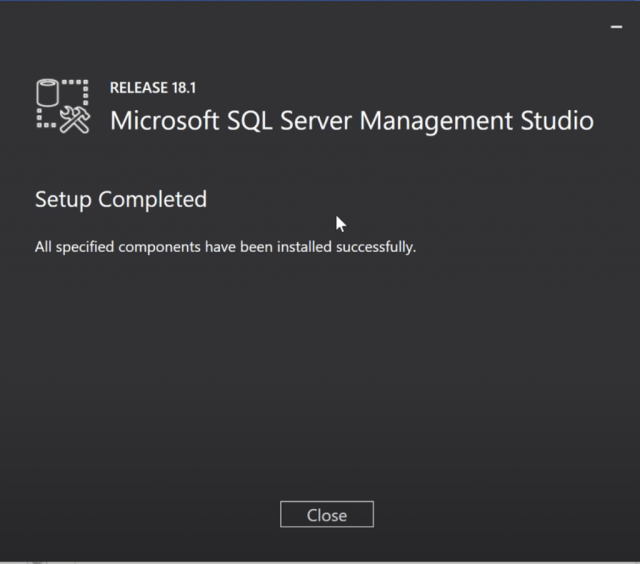 RELEASE 18.1
Microsoft SQL Server Management Studio
Setup Completed
All specified components have been installed successfully.
Close